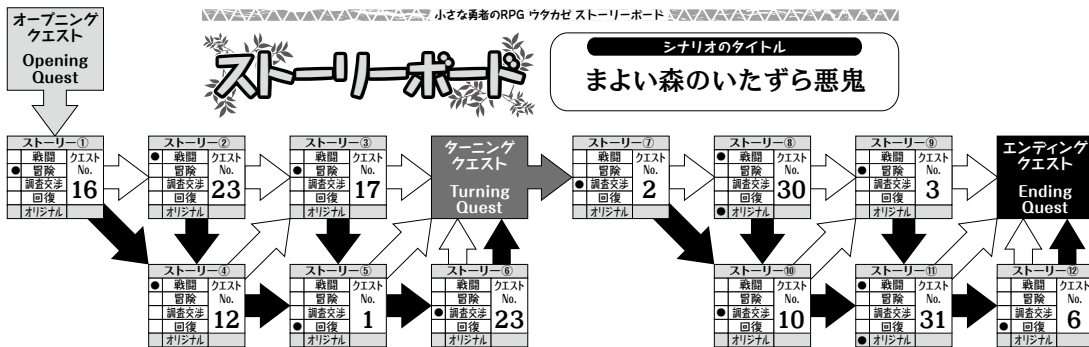 小さな勇者のRPG ウタカゼ ストーリーボード
ストーリーボード
シナリオのタイトル
まよい森のいたずら悪鬼
オープニング
クエスト
Opening
Quest
ストーリー①
● 戦闘
冒険
調査交渉
回復
オリジナル
クエスト
No.
16
ストーリー②
● 戦闘
冒険
調査交渉
回復
オリジナル
クエスト
No.
23
ストーリー③
戦闘
● 冒険
調査交渉
回復
オリジナル
クエスト
No.
17
ターニング
クエスト
Turning
Quest
ストーリー⑦
戦闘
冒険
● 調査交渉
回復
オリジナル
クエスト
No.
2
ストーリー⑧
● 戦闘
冒険
調査交渉
回復
● オリジナル
クエスト
No.
30
ストーリー⑨
戦闘
● 冒険
調査交渉
回復
オリジナル
クエスト
No.
3
エンディング
クエスト
Ending
Quest
ストーリー④
● 戦闘
冒険
調査交渉
回復
オリジナル
クエスト
No.
12
ストーリー⑤
戦闘
冒険
調査交渉
● 回復
オリジナル
クエスト
No.
1
ストーリー⑥
戦闘
冒険
● 調査交渉
回復
オリジナル
クエスト
No.
23
ストーリー⑩
戦闘
冒険
● 調査交渉
回復
オリジナル
クエスト
No.
10
ストーリー⑪
● 戦闘
冒険
調査交渉
回復
● オリジナル
クエスト
No.
31
ストーリー⑫
戦闘
冒険
調査交渉
● 回復
オリジナル
クエスト
No.
6